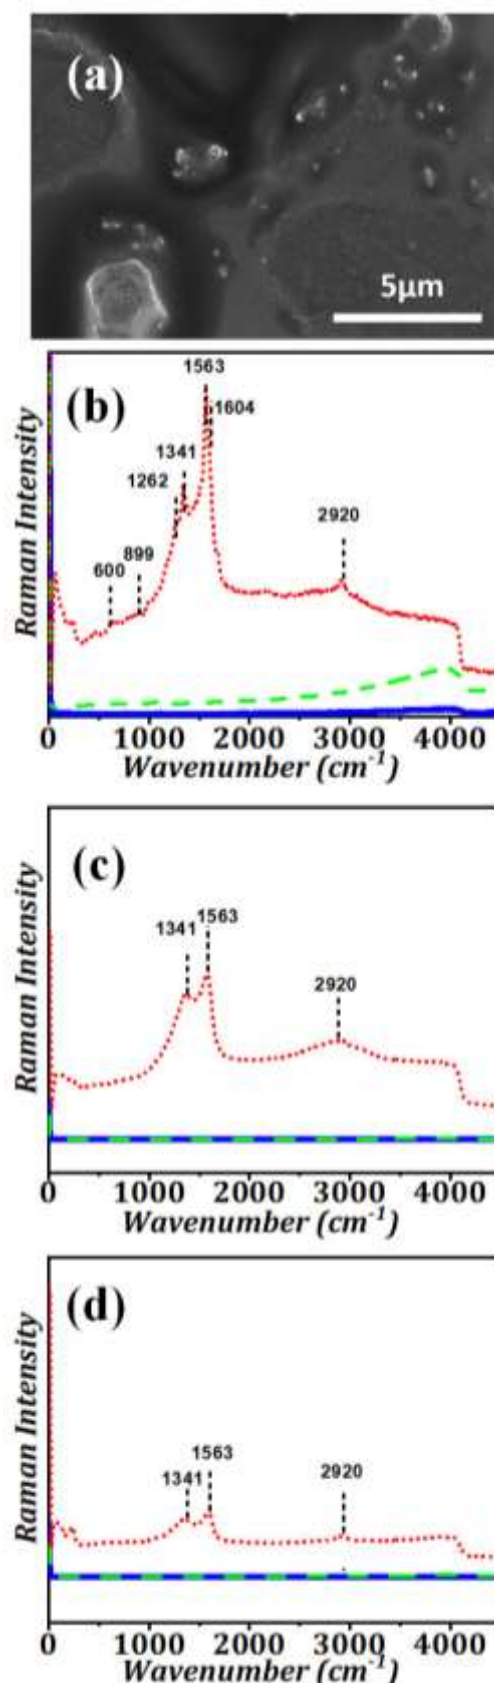 (a)
5μm
(b)
1563
1604
1341
1262
899
600
2920
Raman Intensity
0 1000 2000 3000 4000
Wavenumber (cm⁻¹)
(c)
1341
1563
2920
Raman Intensity
0 1000 2000 3000 4000
Wavenumber (cm⁻¹)
(d)
1563
1341
2920
Raman Intensity
0 1000 2000 3000 4000
Wavenumber (cm⁻¹)